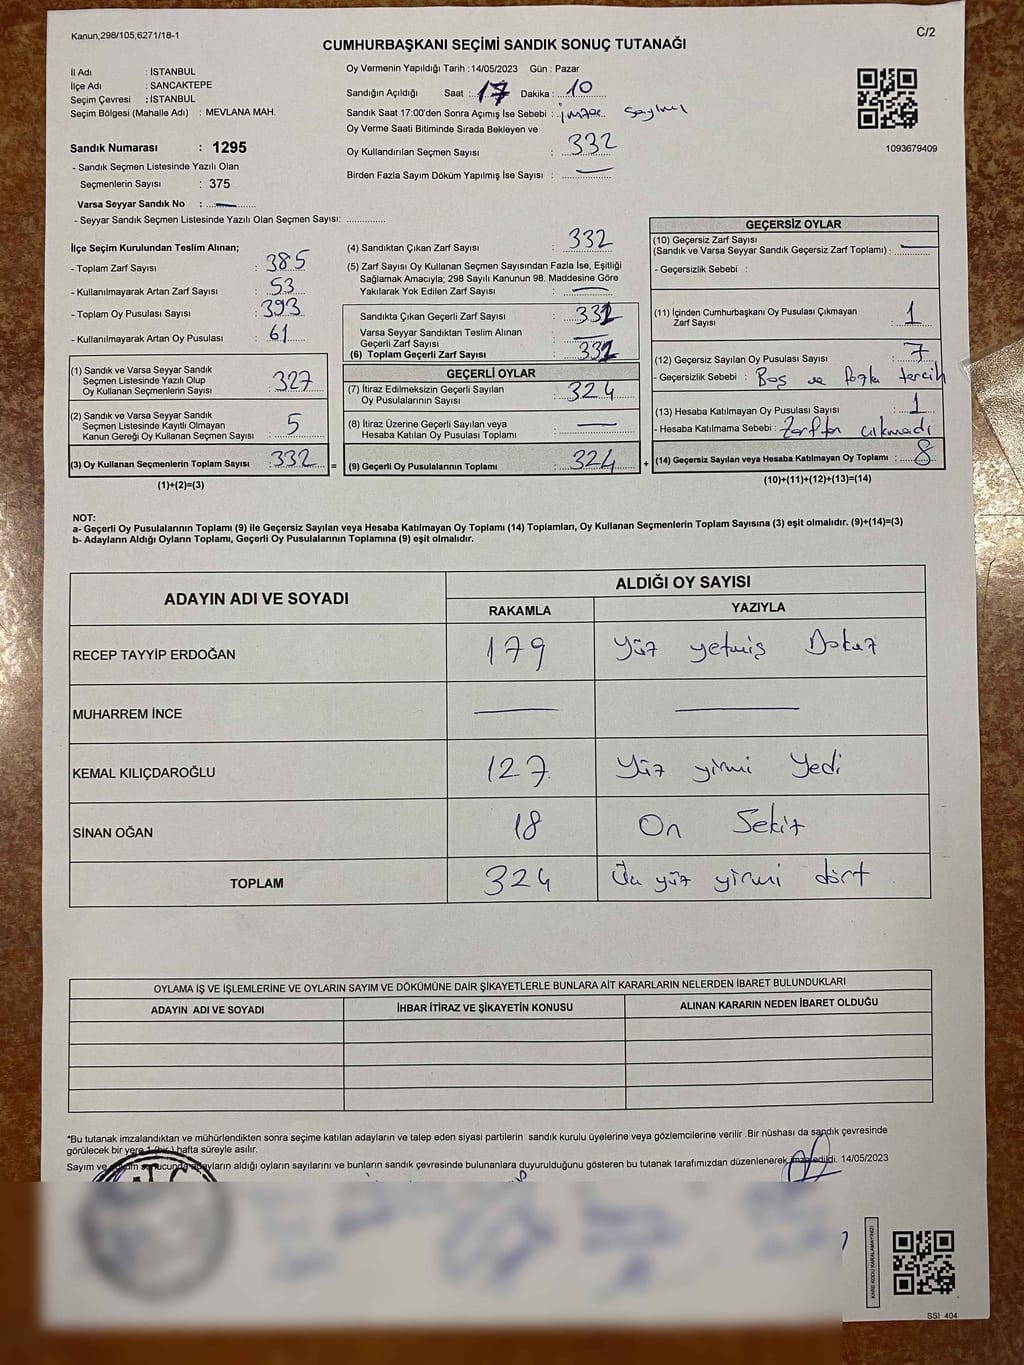 Kanun;298/105;6271/18-1
C/2
CUMHURBAŞKANI SEÇİMİ SANDIK SONUÇ TUTANAĞI
İl Adı : İSTANBUL
İlçe Adı : SANCAKTEPE
Seçim Çevresi : İSTANBUL
Seçim Bölgesi (Mahalle Adı) : MEVLANA MAH.
Sandık Numarası : 1295
- Sandık Seçmen Listesinde Yazılı Olan
Seçmenlerin Sayısı : 375
Varsa Seyyar Sandık No : —
- Seyyar Sandık Seçmen Listesinde Yazılı Olan Seçmen Sayısı: ..............
Oy Vermenin Yapıldığı Tarih :14/05/2023 Gün : Pazar
Sandığın Açıldığı Saat : 17 Dakika : 10
Sandık Saat 17:00'den Sonra Açımış İse Sebebi : imza sayımı
Oy Verme Saati Bitiminde Sırada Bekleyen ve
Oy Kullandırılan Seçmen Sayısı : 332
Birden Fazla Sayım Döküm Yapılmış İse Sayısı : —
1093679409
İlçe Seçim Kurulundan Teslim Alınan;
- Toplam Zarf Sayısı : 385
- Kullanılmayarak Artan Zarf Sayısı : 53
- Toplam Oy Pusulası Sayısı : 393
- Kullanılmayarak Artan Oy Pusulası : 61
(1) Sandık ve Varsa Seyyar Sandık
Seçmen Listesinde Yazılı Olup
Oy Kullanan Seçmenlerin Sayısı : 327
(2) Sandık ve Varsa Seyyar Sandık
Seçmen Listesinde Kayıtlı Olmayan
Kanun Gereği Oy Kullanan Seçmen Sayısı : 5
(3) Oy Kullanan Seçmenlerin Toplam Sayısı : 332 =
(1)+(2)=(3)
(4) Sandıktan Çıkan Zarf Sayısı : 332
(5) Zarf Sayısı Oy Kullanan Seçmen Sayısından Fazla İse, Eşitliği
Sağlamak Amacıyla; 298 Sayılı Kanunun 98. Maddesine Göre
Yakılarak Yok Edilen Zarf Sayısı : —
Sandıkta Çıkan Geçerli Zarf Sayısı : 332
Varsa Seyyar Sandıktan Teslim Alınan
Geçerli Zarf Sayısı : —
(6) Toplam Geçerli Zarf Sayısı : 332
GEÇERLİ OYLAR
(7) İtiraz Edilmeksizin Geçerli Sayılan
Oy Pusulalarının Sayısı : 324
(8) İtiraz Üzerine Geçerli Sayılan veya
Hesaba Katılan Oy Pusulası Toplamı : —
(9) Geçerli Oy Pusulalarının Toplamı : 324 +
GEÇERSİZ OYLAR
(10) Geçersiz Zarf Sayısı
(Sandık ve Varsa Seyyar Sandık Geçersiz Zarf Toplamı) : —
- Geçersizlik Sebebi :
(11) İçinden Cumhurbaşkanı Oy Pusulası Çıkmayan
Zarf Sayısı : 1
(12) Geçersiz Sayılan Oy Pusulası Sayısı : 7
- Geçersizlik Sebebi : Boş ve fazla tercih
(13) Hesaba Katılmayan Oy Pusulası Sayısı : 1
- Hesaba Katılmama Sebebi : Zarftan çıkmadı
(14) Geçersiz Sayılan veya Hesaba Katılmayan Oy Toplamı : 8
(10)+(11)+(12)+(13)=(14)
NOT:
a- Geçerli Oy Pusulalarının Toplamı (9) ile Geçersiz Sayılan veya Hesaba Katılmayan Oy Toplamı (14) Toplamları, Oy Kullanan Seçmenlerin Toplam Sayısına (3) eşit olmalıdır. (9)+(14)=(3)
b- Adayların Aldığı Oyların Toplamı, Geçerli Oy Pusulalarının Toplamına (9) eşit olmalıdır.
ADAYIN ADI VE SOYADI ALDIĞI OY SAYISI
RAKAMLA YAZIYLA
RECEP TAYYİP ERDOĞAN 179 Yüz yetmiş Dokuz
MUHARREM İNCE — —
KEMAL KILIÇDAROĞLU 127 Yüz yirmi Yedi
SİNAN OĞAN 18 On Sekiz
TOPLAM 324 Üç yüz yirmi dört
OYLAMA İŞ VE İŞLEMLERİNE VE OYLARIN SAYIM VE DÖKÜMÜNE DAİR ŞİKAYETLERLE BUNLARA AİT KARARLARIN NELERDEN İBARET BULUNDUKLARI
ADAYIN ADI VE SOYADI İHBAR İTİRAZ VE ŞİKAYETİN KONUSU ALINAN KARARIN NEDEN İBARET OLDUĞU
*Bu tutanak imzalandıktan ve mühürlendikten sonra seçime katılan adayların ve talep eden siyasi partilerin sandık kurulu üyelerine veya gözlemcilerine verilir .Bir nüshası da sandık çevresinde
görülecek bir yere 1 (bir ) hafta süreyle asılır.
Sayım ve döküm sonucunda adayların aldığı oyların sayılarını ve bunların sandık çevresinde bulunanlara duyurulduğunu gösteren bu tutanak tarafımızdan düzenlenerek imza edildi. 14/05/2023
KARE KODU KARALAMAYINIZ!
SSI 404